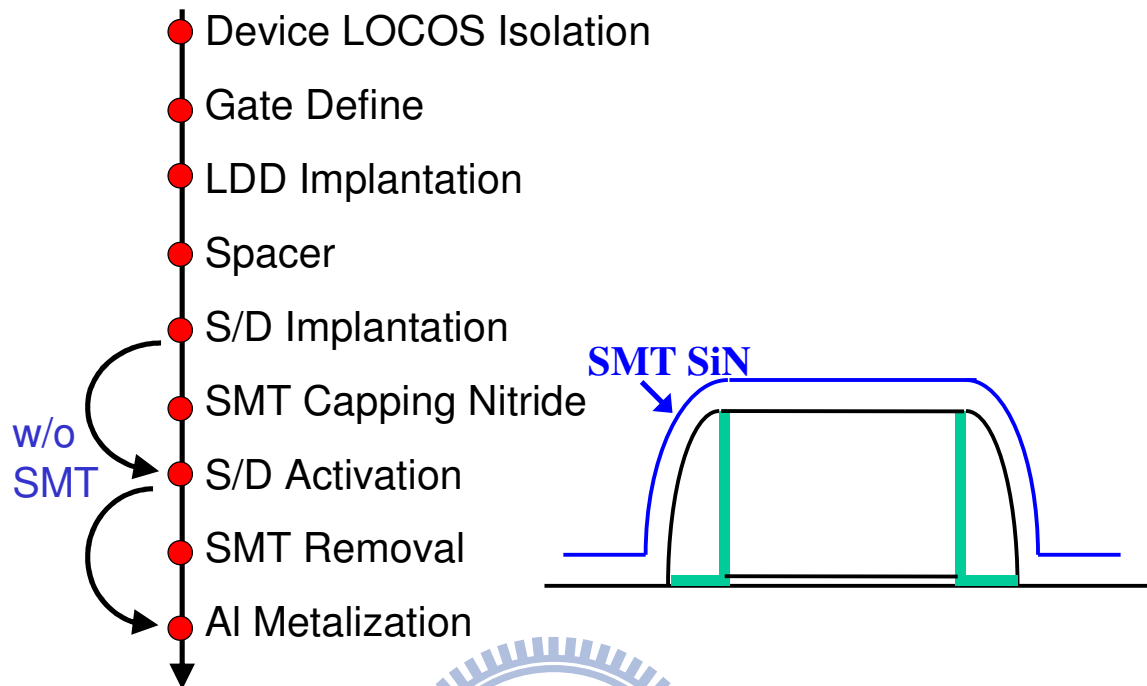 Device LOCOS Isolation
Gate Define
LDD Implantation
Spacer
S/D Implantation
SMT Capping Nitride
S/D Activation
SMT Removal
Al Metalization
w/o
SMT
SMT SiN